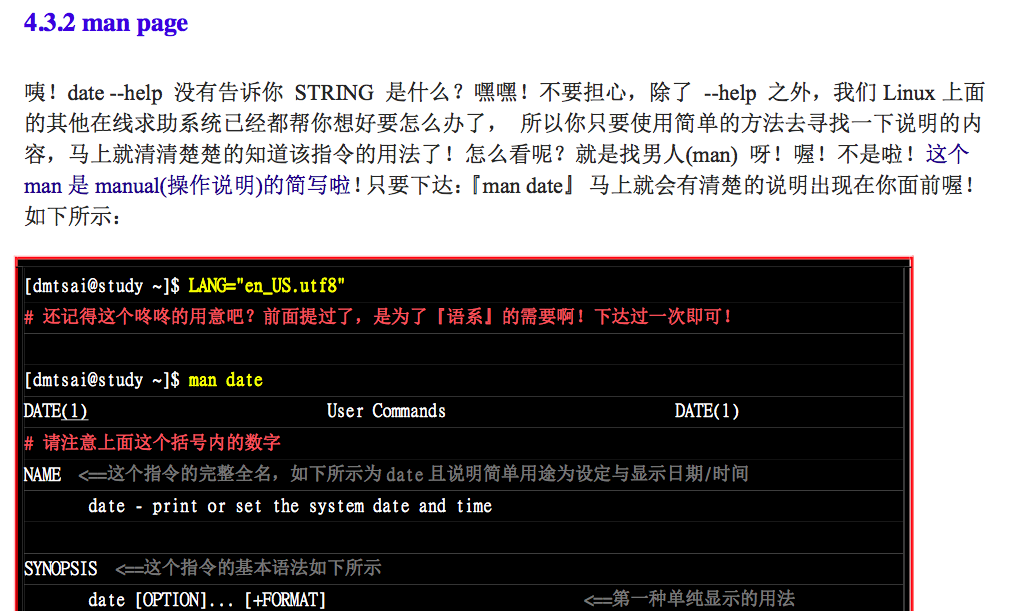 4.3.2 man page
咦！date --help 没有告诉你 STRING 是什么？嘿嘿！不要担心，除了 --help 之外，我们 Linux 上面
的其他在线求助系统已经都帮你想好要怎么办了， 所以你只要使用简单的方法去寻找一下说明的内
容，马上就清清楚楚的知道该指令的用法了！怎么看呢？就是找男人(man) 呀！喔！不是啦！这个
man 是 manual(操作说明)的简写啦！只要下达：『man date』 马上就会有清楚的说明出现在你面前喔！
如下所示：
[dmtsai@study ~]$ LANG="en_US.utf8"
# 还记得这个咚咚的用意吧？前面提过了，是为了『语系』的需要啊！下达过一次即可！
[dmtsai@study ~]$ man date
DATE(1) User Commands DATE(1)
# 请注意上面这个括号内的数字
NAME <==这个指令的完整全名，如下所示为 date 且说明简单用途为设定与显示日期/时间
date - print or set the system date and time
SYNOPSIS <==这个指令的基本语法如下所示
date [OPTION]... [+FORMAT] <==第一种单纯显示的用法